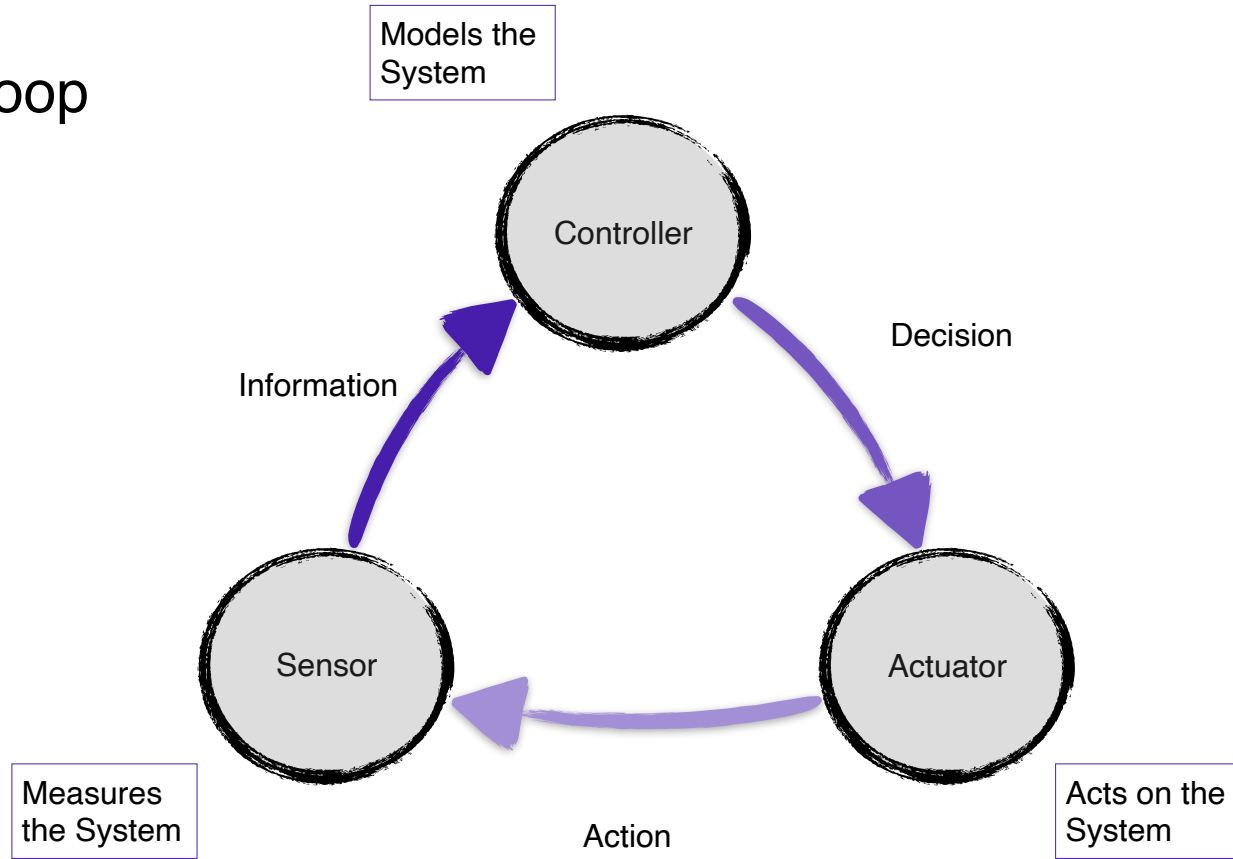 Models the
System
oop
Controller
Decision
Information
Sensor
Actuator
Measures
the System
Acts on the
System
Action